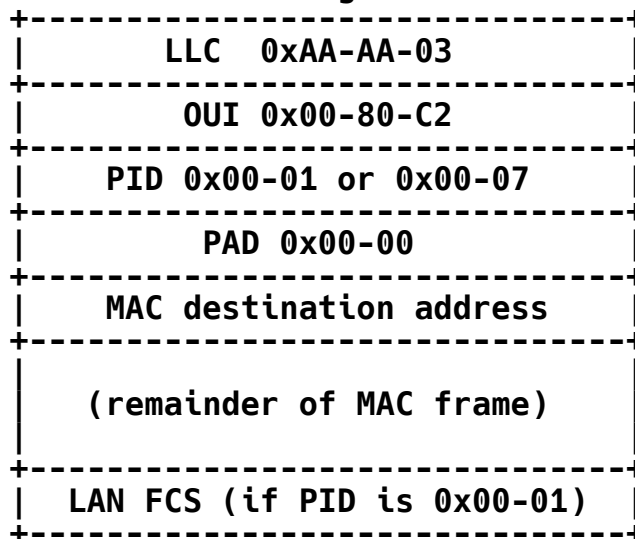 LLC 0xAA-AA-03
OUI 0x00-80-C2
PID 0x00-01 or 0x00-07
PAD 0x00-00
MAC destination address
(remainder of MAC frame)
LAN FCS (if PID is 0x00-01)